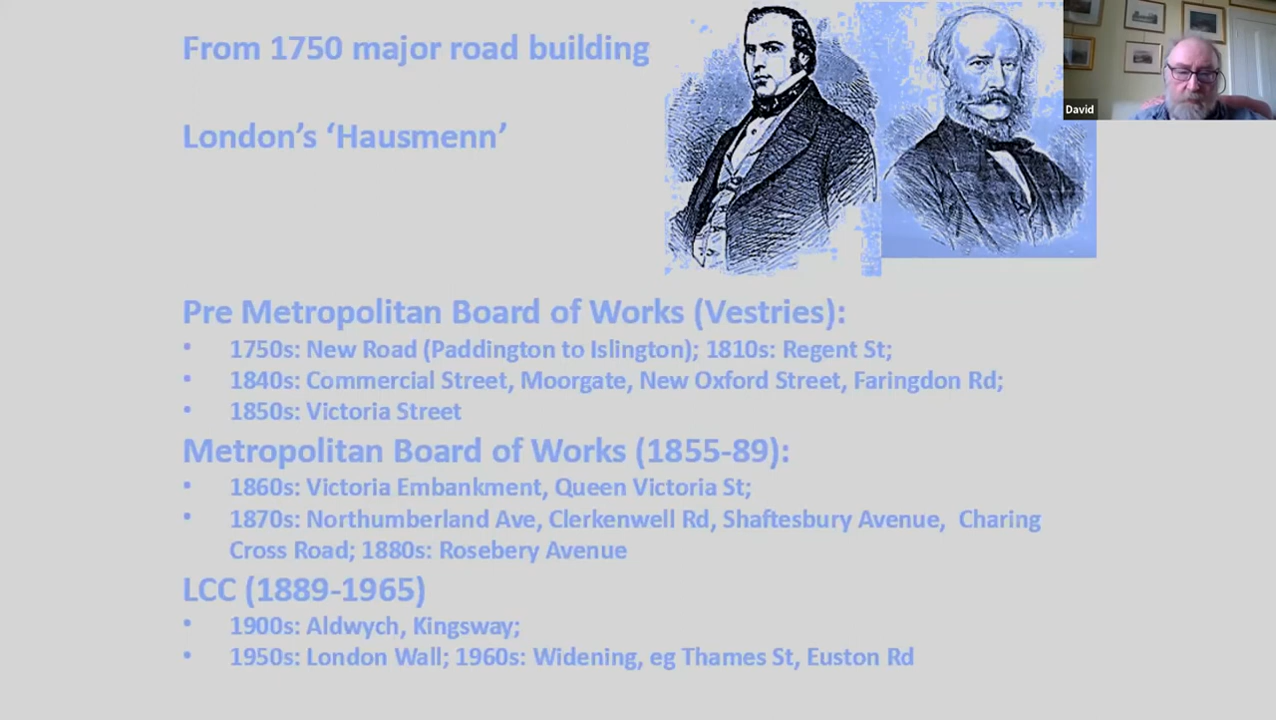 From 1750 major road building
London's 'Hausmenn'
David
Pre Metropolitan Board of Works (Vestries):
• 1750s: New Road (Paddington to Islington); 1810s: Regent St;
• 1840s: Commercial Street, Moorgate, New Oxford Street, Faringdon Rd;
• 1850s: Victoria Street
Metropolitan Board of Works (1855-89):
• 1860s: Victoria Embankment, Queen Victoria St;
• 1870s: Northumberland Ave, Clerkenwell Rd, Shaftesbury Avenue, Charing
Cross Road; 1880s: Rosebery Avenue
LCC (1889-1965)
• 1900s: Aldwych, Kingsway;
• 1950s: London Wall; 1960s: Widening, eg Thames St, Euston Rd